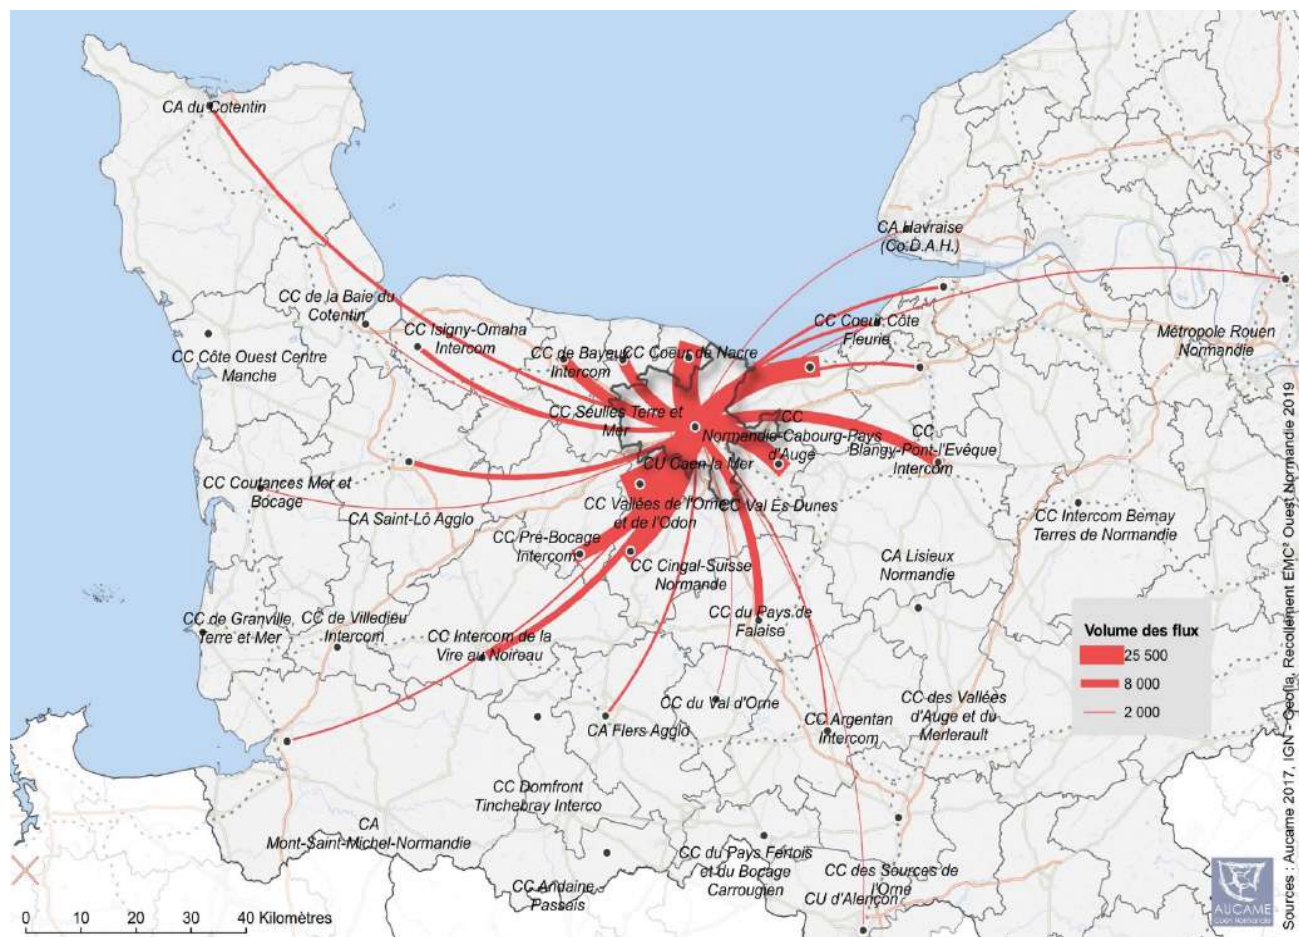 CA du Cotentin
CA Havraise
(Co.D.A.H.)
CC de la Baie du
Cotentin
CC Isigny-Omaha
Intercom
CC Coeur Côte
Fleurie
Métropole Rouen
Normandie
CC Côte Ouest Centre
Manche
CC de Bayeux
Intercom
CC Coeur de Nacre
CC Seulles Terre et
Mer
CC
Normandie-Cabourg-Pays
d'Auge
CC
Blangy-Pont-l'Evêque
Intercom
CU Caen la Mer
CC Coutances Mer et
Bocage
CA Saint-Lô Agglo
CC Vallées de l'Orne
et de l'Odon
CC Val Es Dunes
CC Intercom Bernay
Terres de Normandie
CC Pré-Bocage
Intercom
CC Cingal-Suisse
Normande
CA Lisieux
Normandie
CC de Granville,
Terre et Mer
CC de Villedieu
Intercom
CC Intercom de la
Vire au Noireau
CC du Pays de
Falaise
Volume des flux
25 500
8 000
2 000
CC du Val d'Orne
CA Flers Agglo
CC Argentan
Intercom
CC des Vallées
d'Auge et du
Merlerault
CC Domfront
Tinchebray Interco
CA
Mont-Saint-Michel-Normandie
CC du Pays Fertois
et du Bocage
Carrougien
CC des Sources de
l'Orne
CC Andaine -
Passais
CU d'Alençon
0 10 20 30 40 Kilomètres
AUCAME
Caen Normandie
Sources : Aucame 2017, IGN - Geofla, Recollement EMC² Ouest Normandie 2019